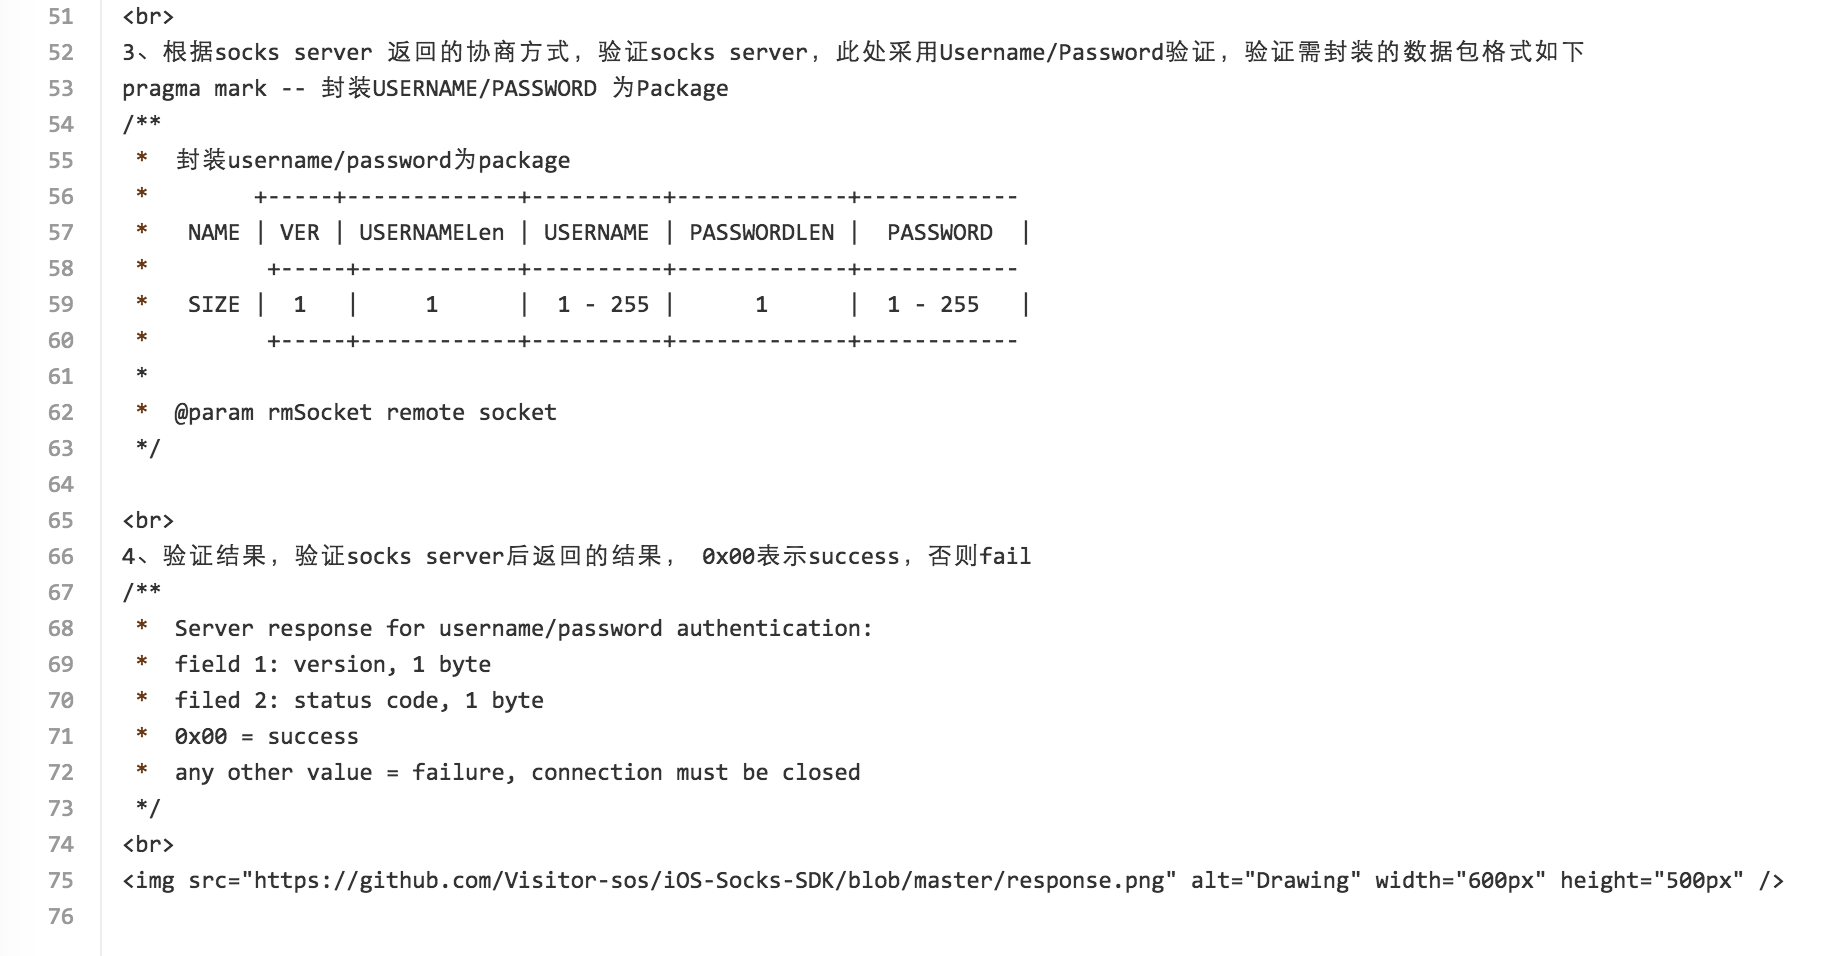 51 <br>
52 3、根据socks server 返回的协商方式，验证socks server，此处采用Username/Password验证，验证需封装的数据包格式如下
53 pragma mark -- 封装USERNAME/PASSWORD 为Package
54 /**
55  *  封装username/password为package
56  *        +-----+-------------+----------+-------------+------------
57  *   NAME | VER | USERNAMELen | USERNAME | PASSWORDLEN |  PASSWORD  |
58  *         +-----+------------+----------+-------------+------------
59  *   SIZE |  1   |     1      |  1 - 255 |      1      |  1 - 255   |
60  *         +-----+------------+----------+-------------+------------
61  *
62  *  @param rmSocket remote socket
63  */
64
65 <br>
66 4、验证结果，验证socks server后返回的结果， 0x00表示success，否则fail
67 /**
68  *  Server response for username/password authentication:
69  *  field 1: version, 1 byte
70  *  filed 2: status code, 1 byte
71  *  0x00 = success
72  *  any other value = failure, connection must be closed
73  */
74 <br>
75 <img src="https://github.com/Visitor-sos/iOS-Socks-SDK/blob/master/response.png" alt="Drawing" width="600px" height="500px" />
76